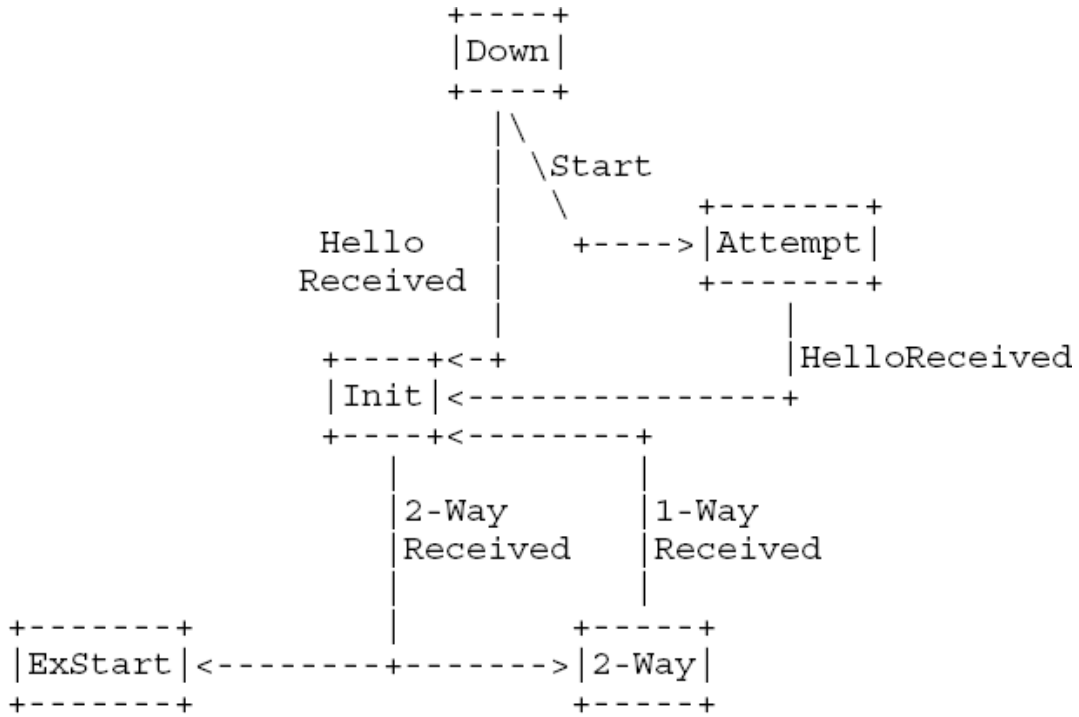 Down
Start
Attempt
Hello
Received
HelloReceived
Init
2-Way
Received
1-Way
Received
ExStart
2-Way